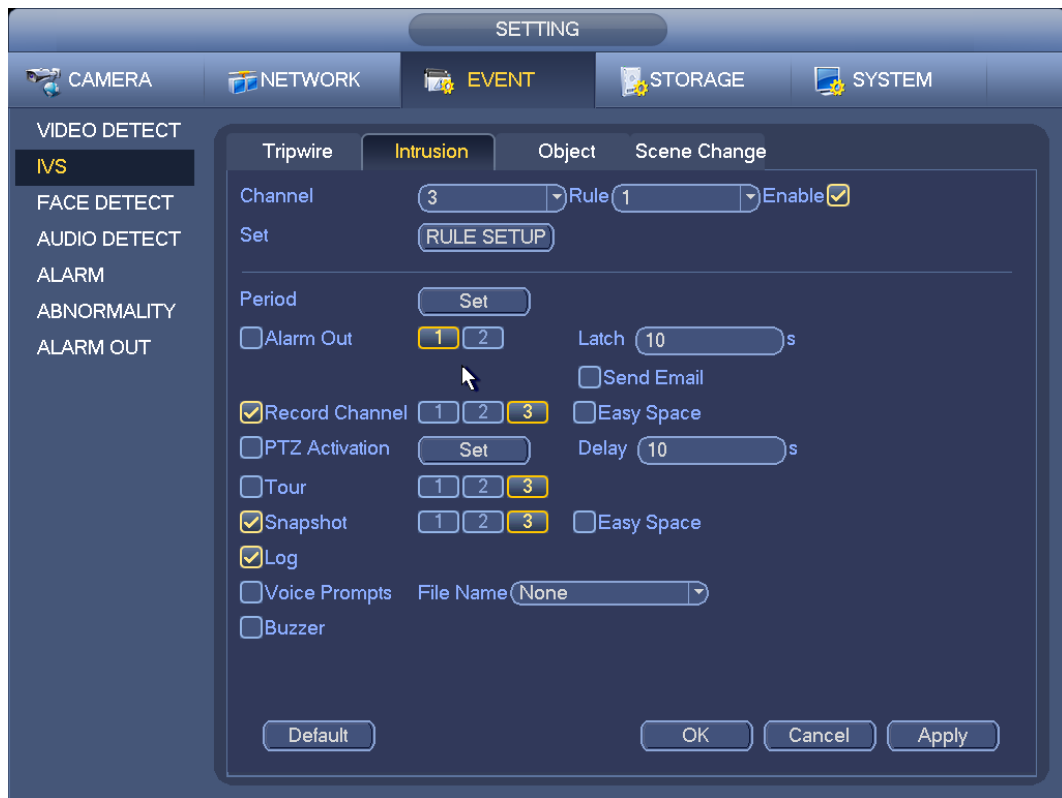 SETTING
CAMERA NETWORK EVENT STORAGE SYSTEM
VIDEO DETECT
IVS
FACE DETECT
AUDIO DETECT
ALARM
ABNORMALITY
ALARM OUT
Tripwire Intrusion Object Scene Change
Channel 3 Rule 1 Enable
Set RULE SETUP
Period Set
Alarm Out 1 2 Latch 10 s
Send Email
Record Channel 1 2 3 Easy Space
PTZ Activation Set Delay 10 s
Tour 1 2 3
Snapshot 1 2 3 Easy Space
Log
Voice Prompts File Name None
Buzzer
Default OK Cancel Apply